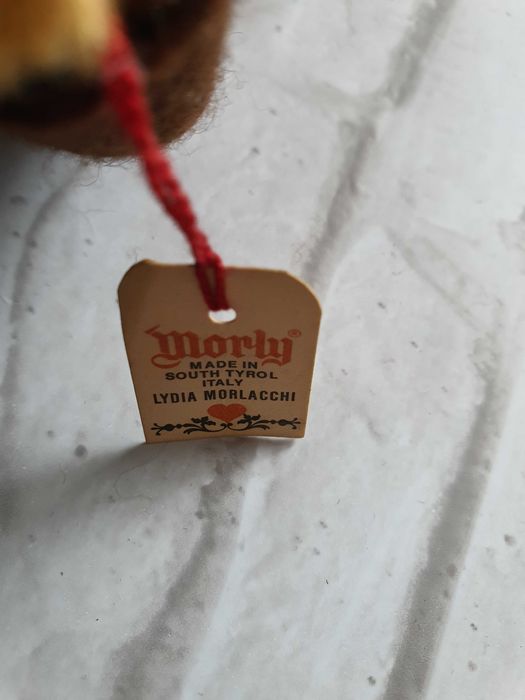 Morly®
MADE IN
SOUTH TYROL
ITALY
LYDIA MORLACCHI